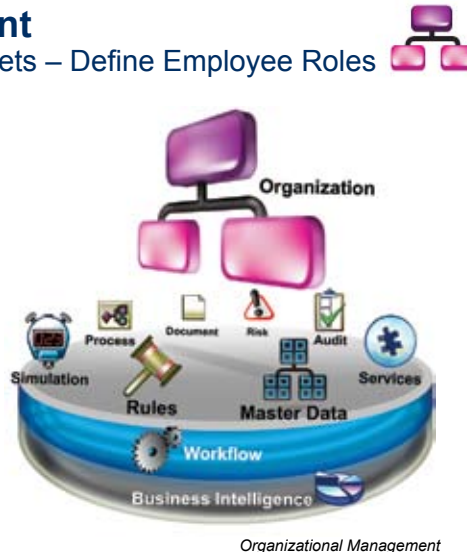 nt
ets – Define Employee Roles
Organization
Process
Document
Risk
Audit
Simulation
Services
Rules
Master Data
Workflow
Business Intelligence
Organizational Management